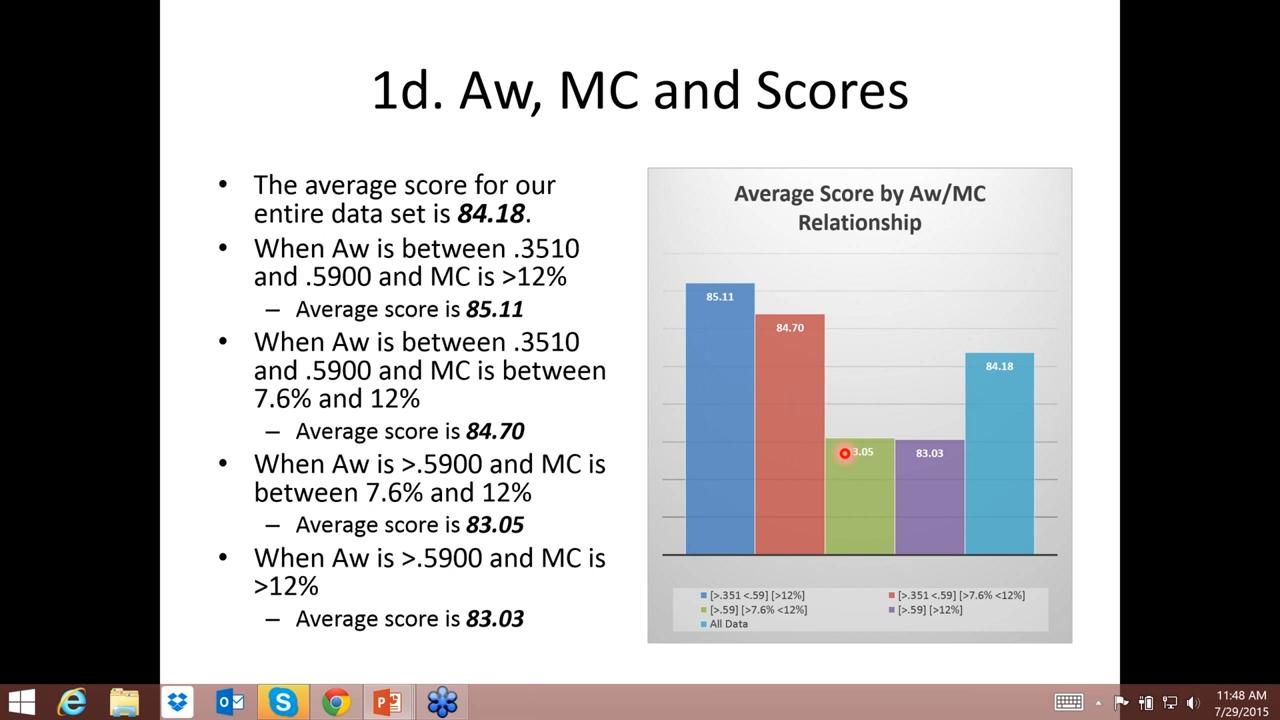 1d. Aw, MC and Scores
• The average score for our
entire data set is 84.18.
• When Aw is between .3510
and .5900 and MC is >12%
– Average score is 85.11
• When Aw is between .3510
and .5900 and MC is between
7.6% and 12%
– Average score is 84.70
• When Aw is >.5900 and MC is
between 7.6% and 12%
– Average score is 83.05
• When Aw is >.5900 and MC is
>12%
– Average score is 83.03
Average Score by Aw/MC
Relationship
85.11
84.70
3.05
83.03
84.18
[>.351 <.59] [>12%]
[>.351 <.59] [>7.6% <12%]
[>.59] [>7.6% <12%]
[>.59] [>12%]
All Data
11:48 AM
7/29/2015